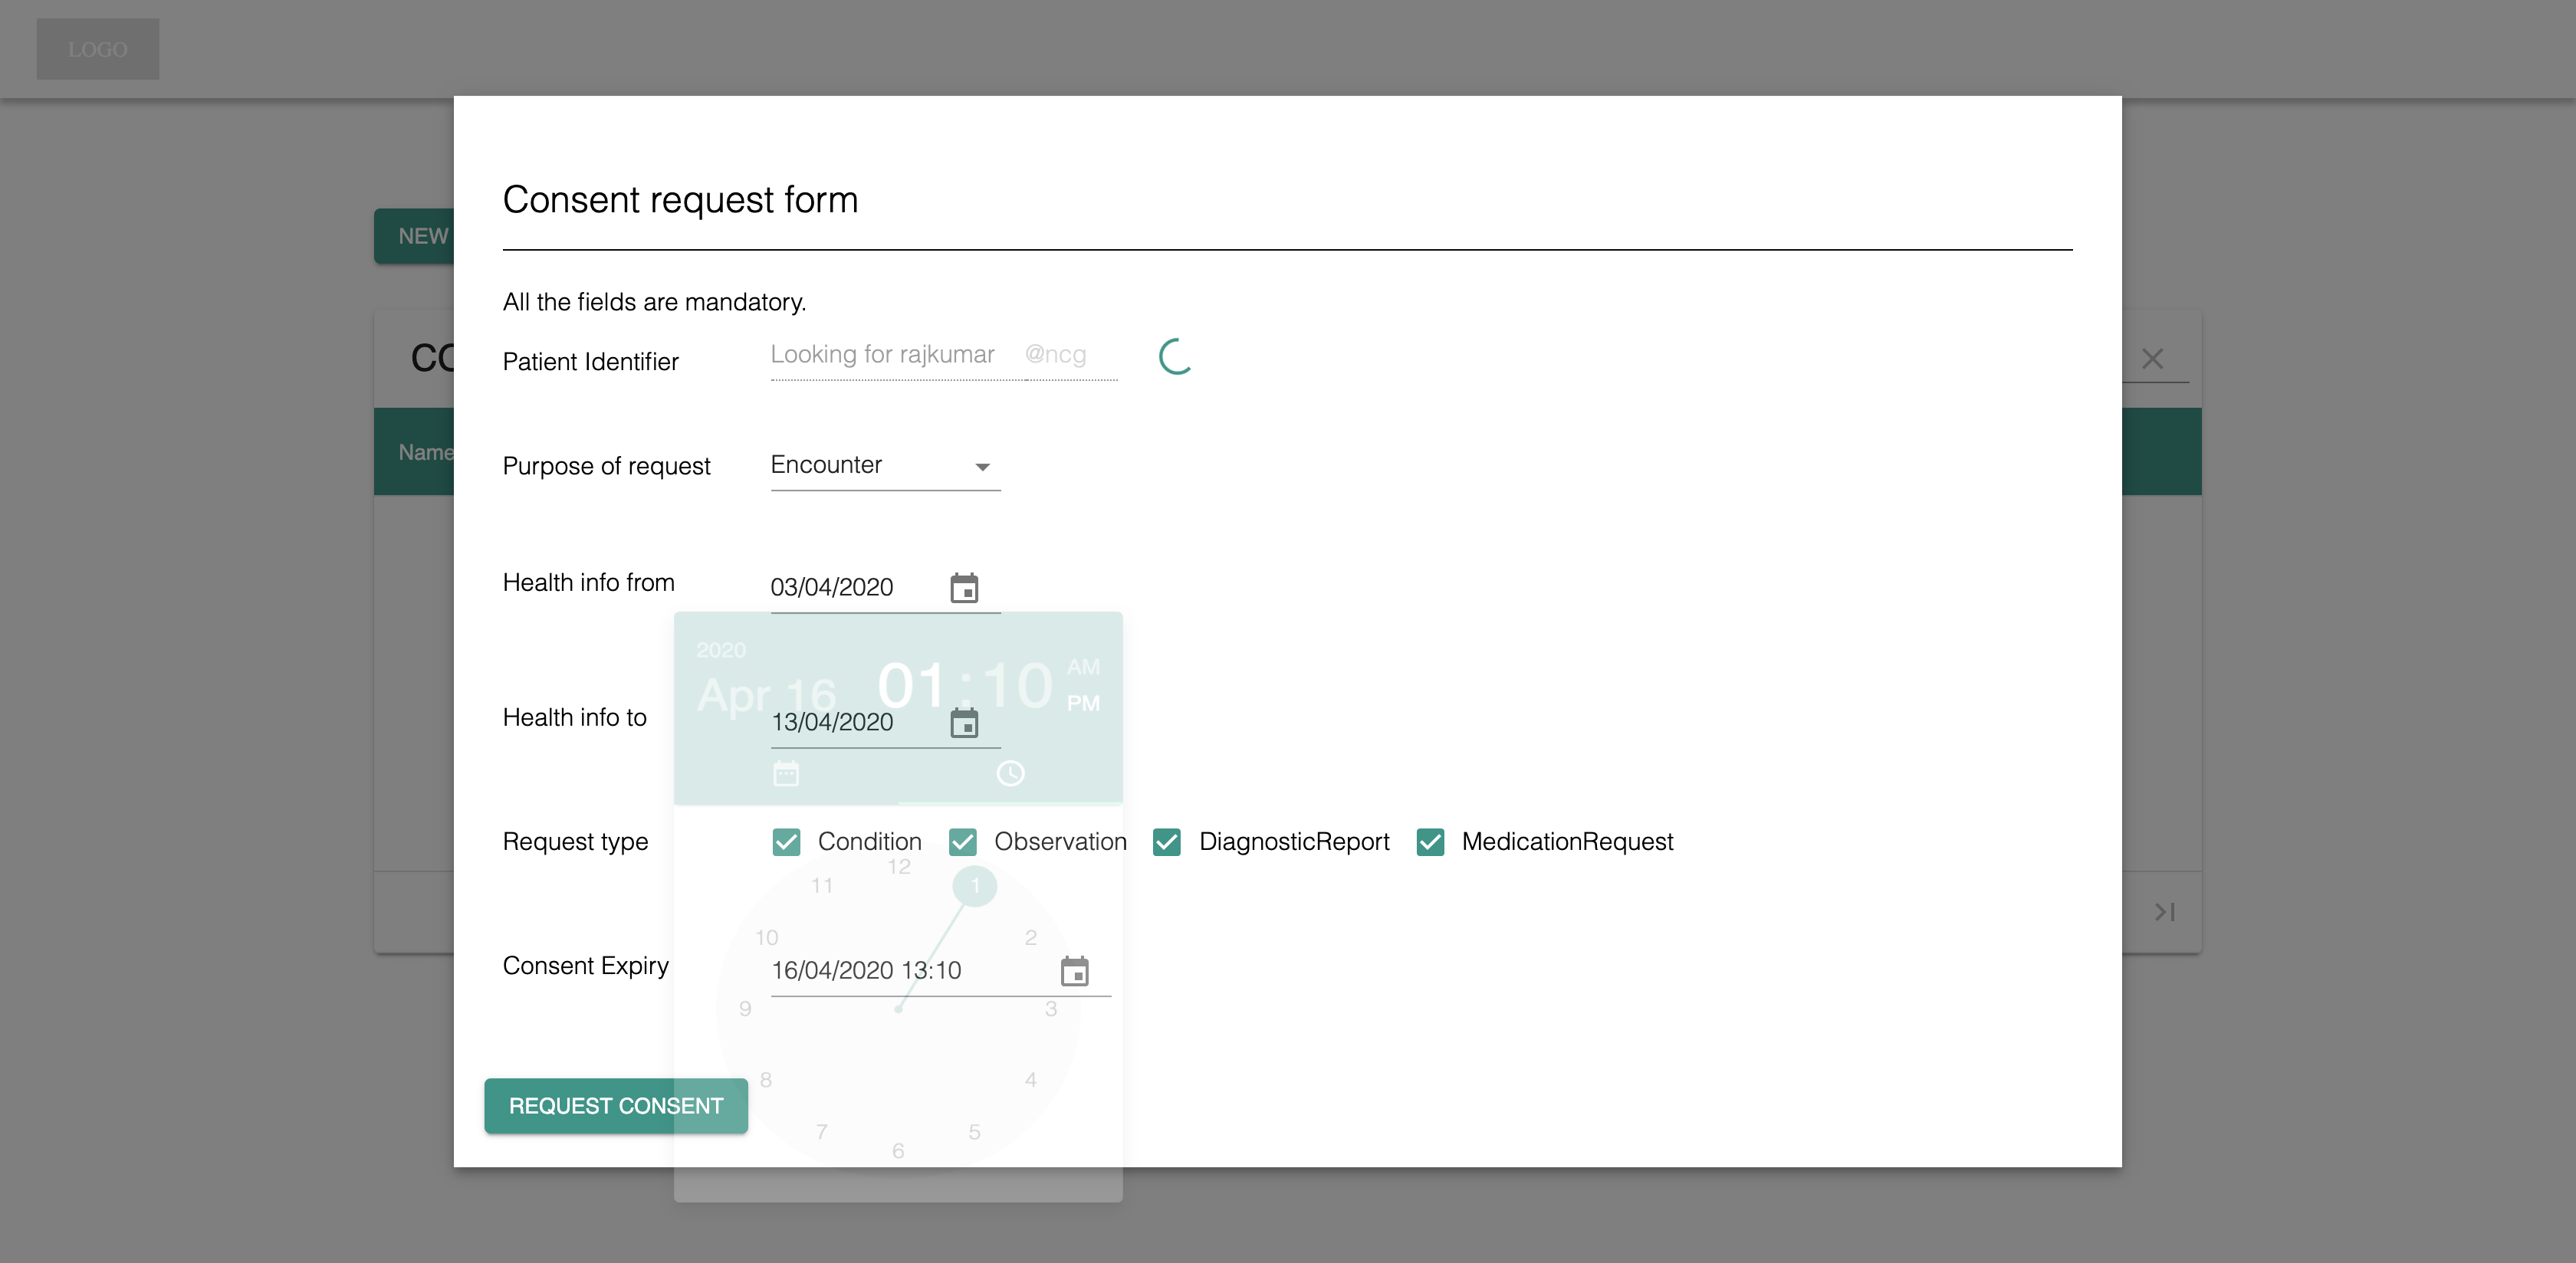 LOGO
NEW
CO
Name
Consent request form
All the fields are mandatory.
Patient Identifier Looking for rajkumar @ncg
Purpose of request Encounter
Health info from 03/04/2020
2020
Apr 16 01:10 AM
PM
Health info to 13/04/2020
Request type Condition Observation DiagnosticReport MedicationRequest
12
11 1
10 2
Consent Expiry 16/04/2020 13:10
9 3
8 4
REQUEST CONSENT
7 5
6